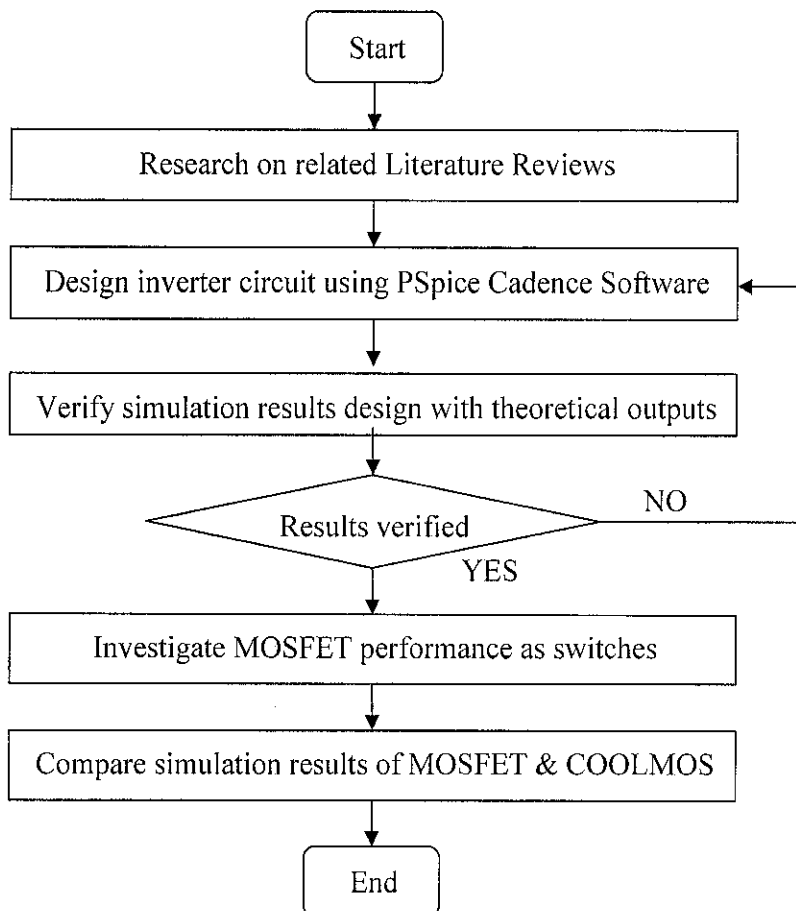 Start
Research on related Literature Reviews
Design inverter circuit using PSpice Cadence Software
Verify simulation results design with theoretical outputs
Results verified
NO
YES
Investigate MOSFET performance as switches
Compare simulation results of MOSFET & COOLMOS
End